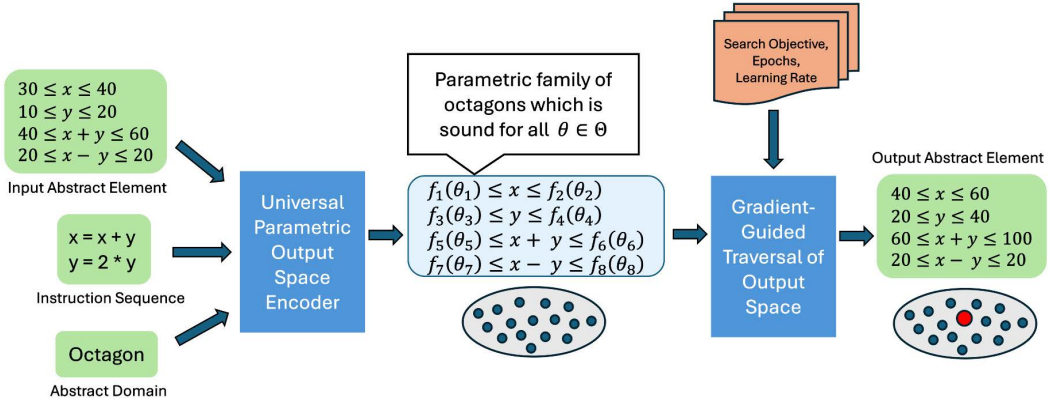 30 ≤ x ≤ 40
10 ≤ y ≤ 20
40 ≤ x + y ≤ 60
20 ≤ x − y ≤ 20
Input Abstract Element
x = x + y
y = 2 * y
Instruction Sequence
Octagon
Abstract Domain
Universal
Parametric
Output
Space
Encoder
Parametric family of
octagons which is
sound for all θ ∈ Θ
f₁(θ₁) ≤ x ≤ f₂(θ₂)
f₃(θ₃) ≤ y ≤ f₄(θ₄)
f₅(θ₅) ≤ x + y ≤ f₆(θ₆)
f₇(θ₇) ≤ x − y ≤ f₈(θ₈)
Search Objective,
Epochs,
Learning Rate
Gradient-
Guided
Traversal of
Output
Space
Output Abstract Element
40 ≤ x ≤ 60
20 ≤ y ≤ 40
60 ≤ x + y ≤ 100
20 ≤ x − y ≤ 20